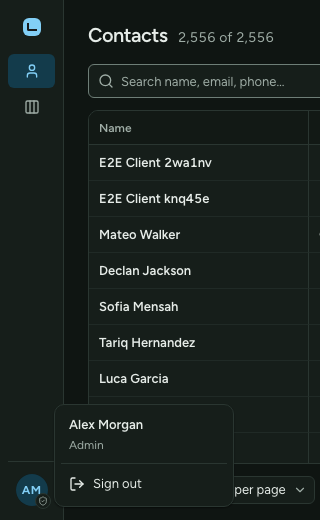 Contacts 2,556 of 2,556
Search name, email, phone...
Name
E2E Client 2wa1nv
E2E Client knq45e
Mateo Walker
Declan Jackson
Sofia Mensah
Tariq Hernandez
Luca Garcia
Alex Morgan
Admin
Sign out
AM
per page